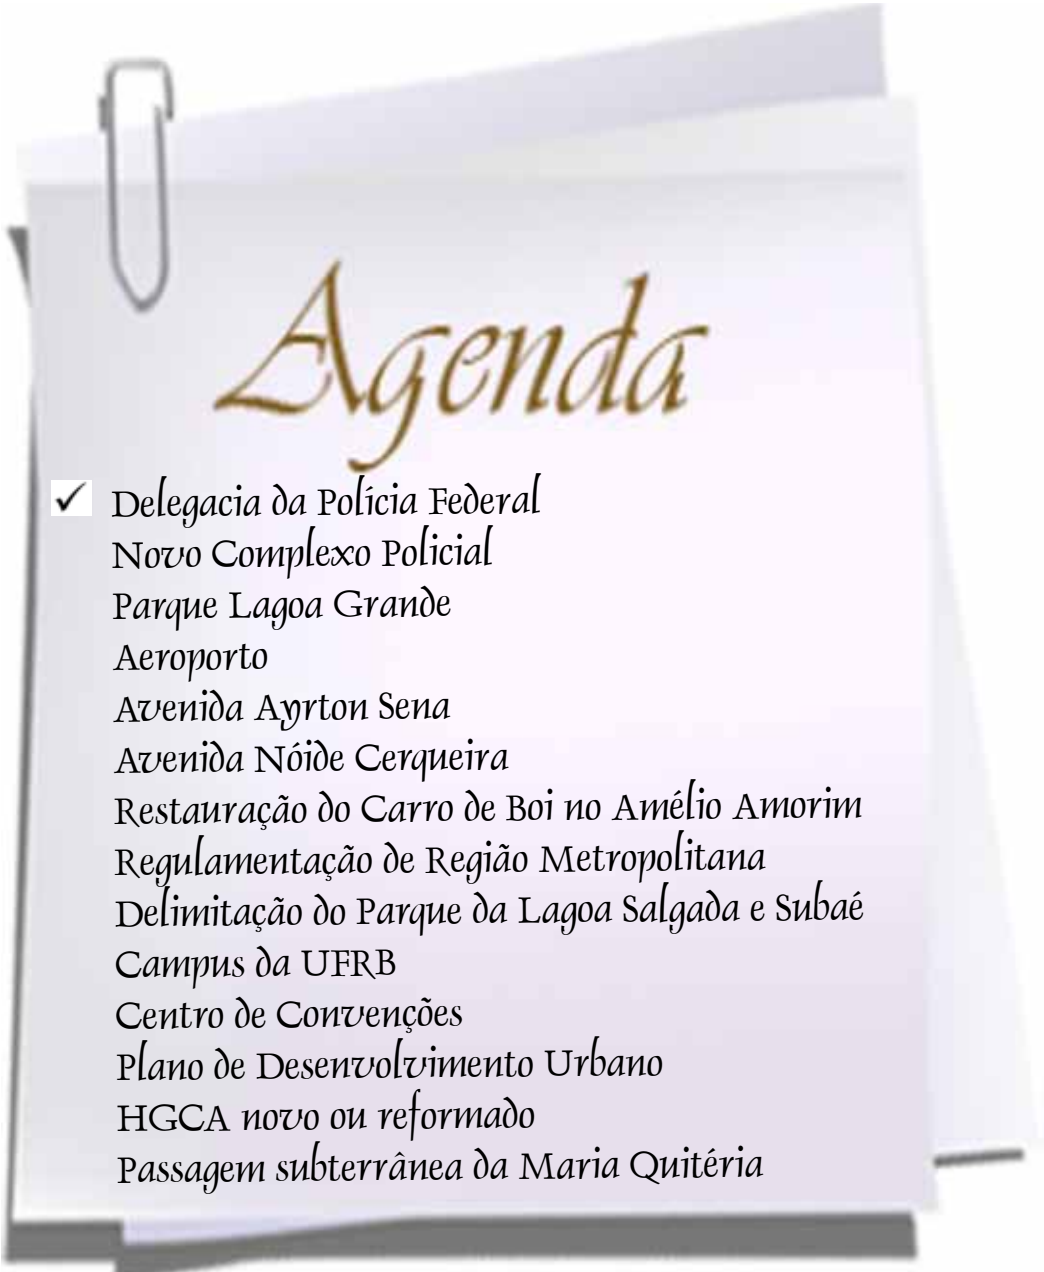 Agenda
✓ Delegacia da Polícia Federal
Novo Complexo Policial
Parque Lagoa Grande
Aeroporto
Avenida Ayrton Sena
Avenida Nóide Cerqueira
Restauração do Carro de Boi no Amélio Amorim
Regulamentação de Região Metropolitana
Delimitação do Parque da Lagoa Salgada e Subaé
Campus da UFRB
Centro de Convenções
Plano de Desenvolvimento Urbano
HGCA novo ou reformado
Passagem subterrânea da Maria Quitéria